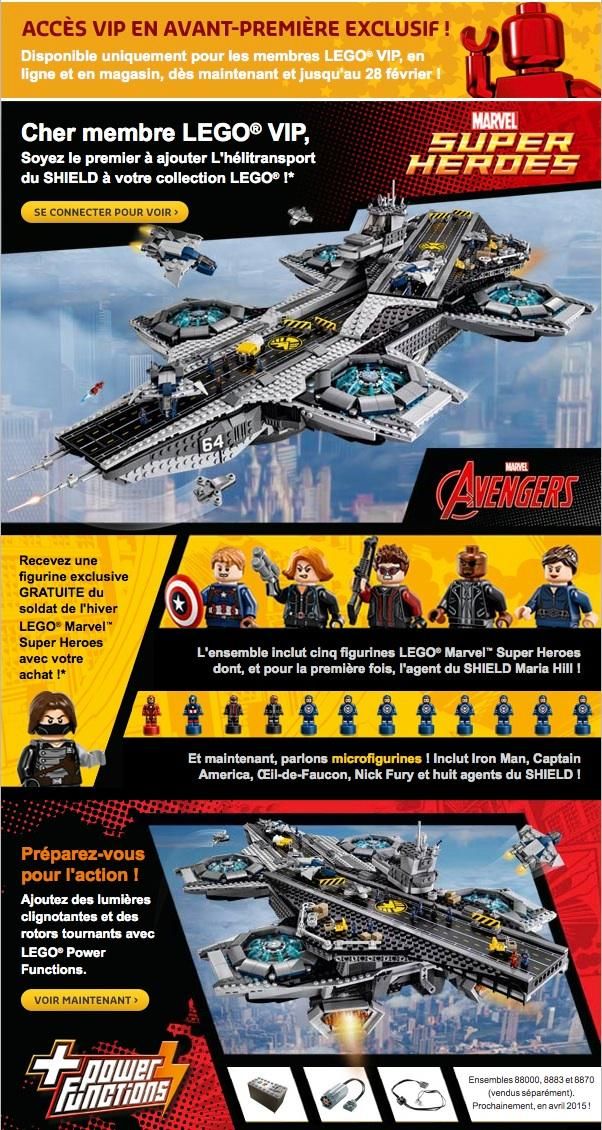 ACCÈS VIP EN AVANT-PREMIÈRE EXCLUSIF !
Disponible uniquement pour les membres LEGO® VIP, en
ligne et en magasin, dès maintenant et jusqu'au 28 février !
Cher membre LEGO® VIP,
Soyez le premier à ajouter L'hélitransport
du SHIELD à votre collection LEGO® !*
SE CONNECTER POUR VOIR ›
MARVEL
SUPER
HEROES
64
MARVEL
AVENGERS
Recevez une
figurine exclusive
GRATUITE du
soldat de l'hiver
LEGO® Marvel™
Super Heroes
avec votre
achat !*
L'ensemble inclut cinq figurines LEGO® Marvel™ Super Heroes
dont, et pour la première fois, l'agent du SHIELD Maria Hill !
Et maintenant, parlons microfigurines ! Inclut Iron Man, Captain
America, Œil-de-Faucon, Nick Fury et huit agents du SHIELD !
Préparez-vous
pour l'action !
Ajoutez des lumières
clignotantes et des
rotors tournants avec
LEGO® Power
Functions.
VOIR MAINTENANT ›
+power
functions
Ensembles 88000, 8883 et 8870
(vendus séparément).
Prochainement, en avril 2015 !